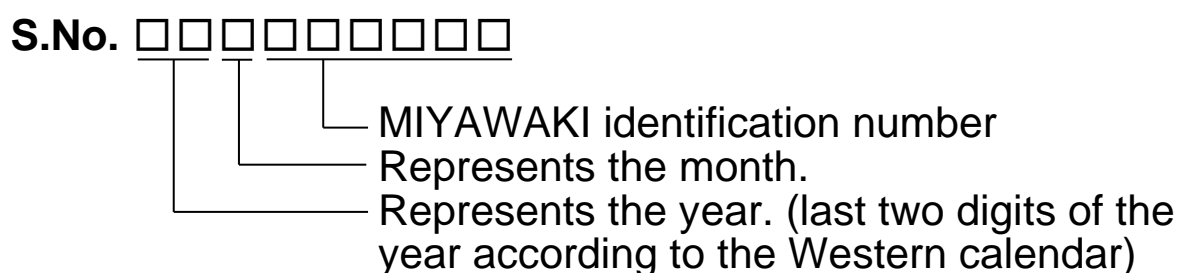 S.No. □□□□□□□□□
MIYAWAKI identification number
Represents the month.
Represents the year. (last two digits of the
year according to the Western calendar)